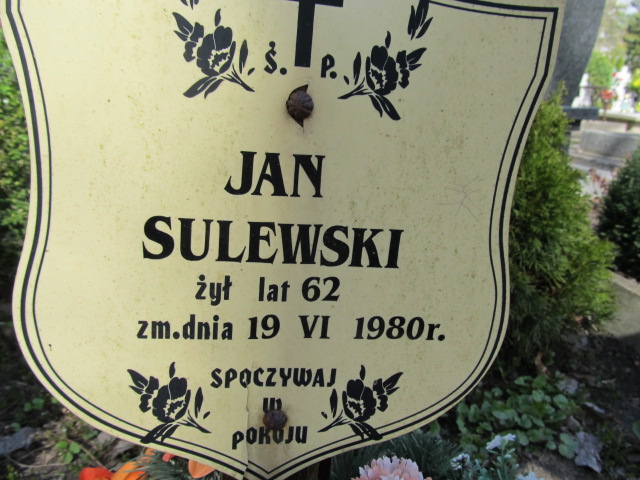 Ś. P.
JAN
SULEWSKI
żył lat 62
zm.dnia 19 VI 1980r.
SPOCZYWAJ
W
POKOJU